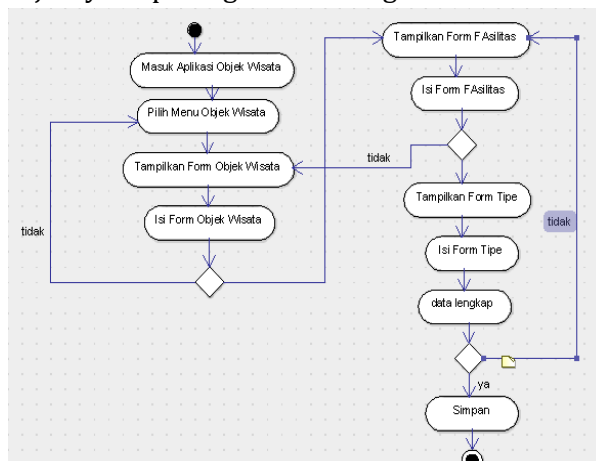 Masuk Aplikasi Objek Wisata
Pilih Menu Objek Wisata
Tampilkan Form Objek Wisata
Isi Form Objek Wisata
tidak
Tampilkan Form FAsilitas
Isi Form FAsilitas
tidak
Tampilkan Form Tipe
tidak
Isi Form Tipe
data lengkap
ya
Simpan